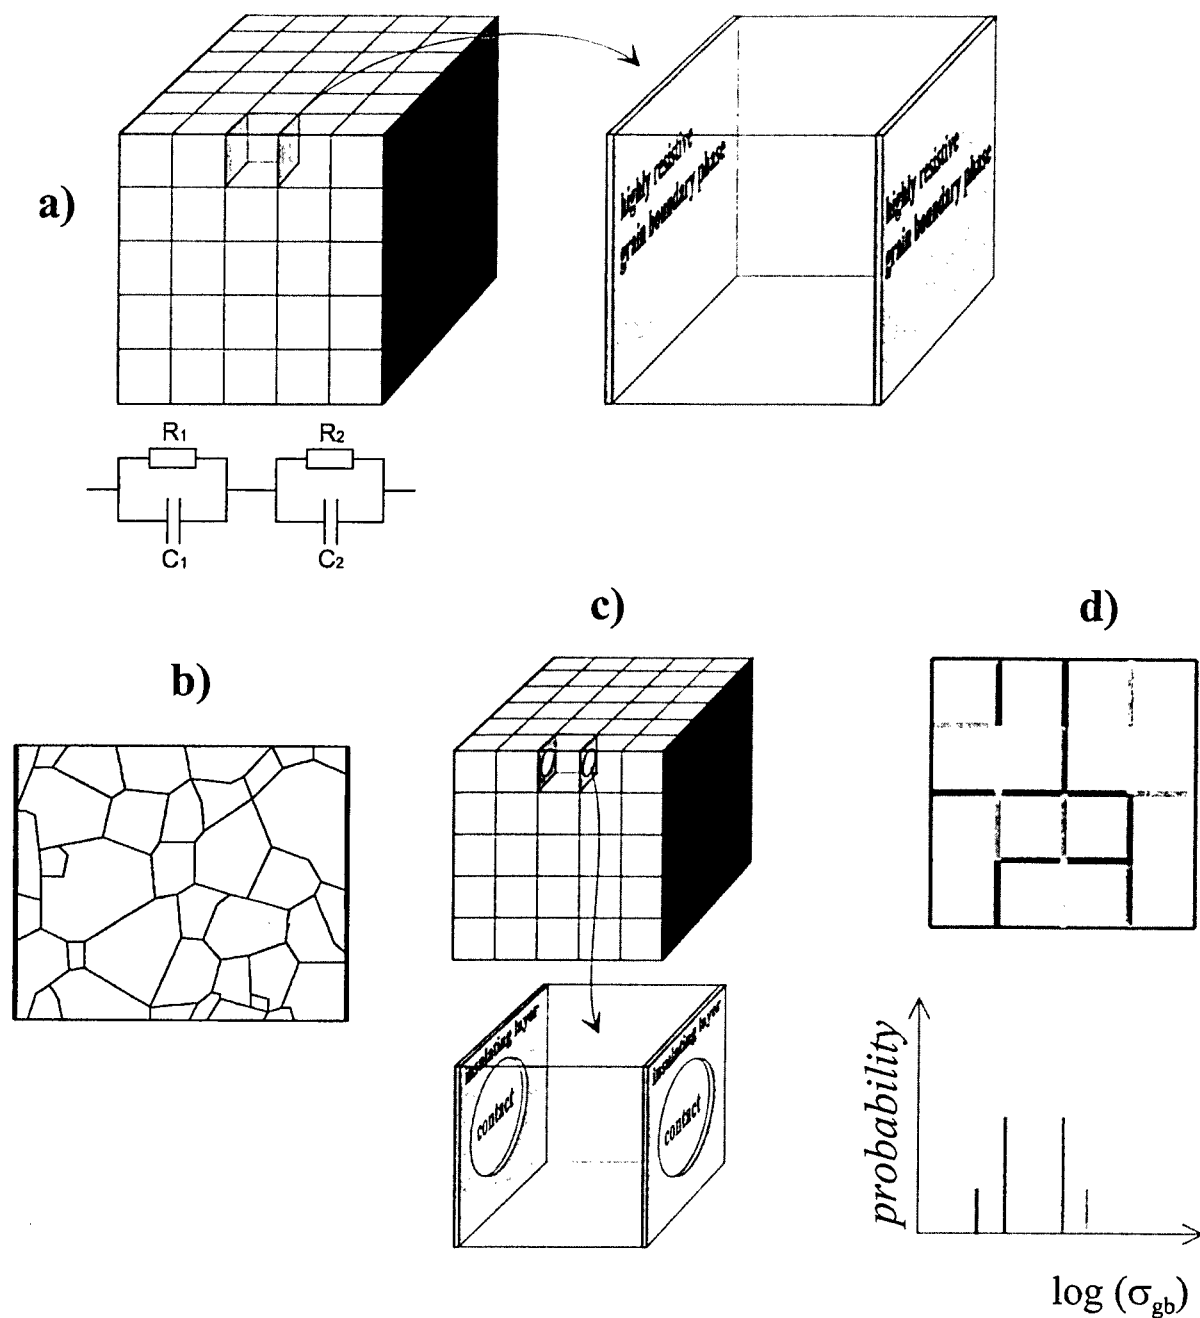 a)
highly resistive
grain boundary phase
highly resistive
grain boundary phase
R1 R2
C1 C2
b)
c)
d)
insulating layer
contact
insulating layer
contact
probability
log (σgb)